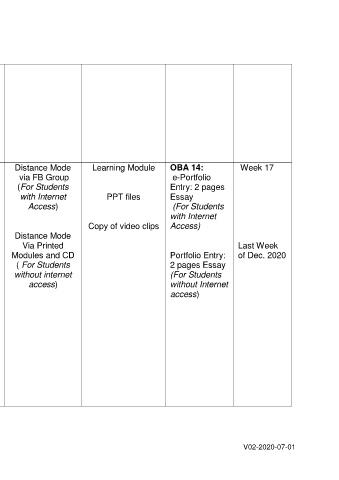 Distance Mode
via FB Group
(For Students
with Internet
Access)
Distance Mode
Via Printed
Modules and CD
( For Students
without internet
access)
Learning Module
PPT files
Copy of video clips
OBA 14:
e-Portfolio
Entry: 2 pages
Essay
(For Students
with Internet
Access)
Portfolio Entry:
2 pages Essay
(For Students
without Internet
access)
Week 17
Last Week
of Dec. 2020
V02-2020-07-01